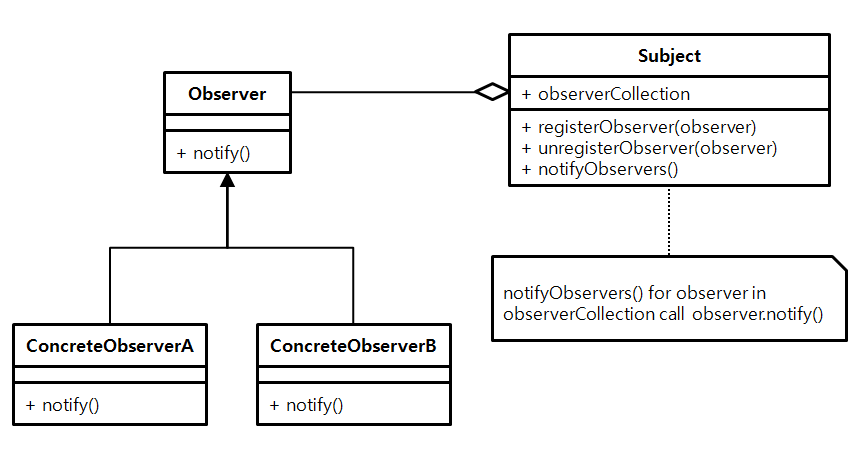 Subject
+ observerCollection
+ registerObserver(observer)
+ unregisterObserver(observer)
+ notifyObservers()
Observer
+ notify()
notifyObservers() for observer in
observerCollection call observer.notify()
ConcreteObserverA
+ notify()
ConcreteObserverB
+ notify()